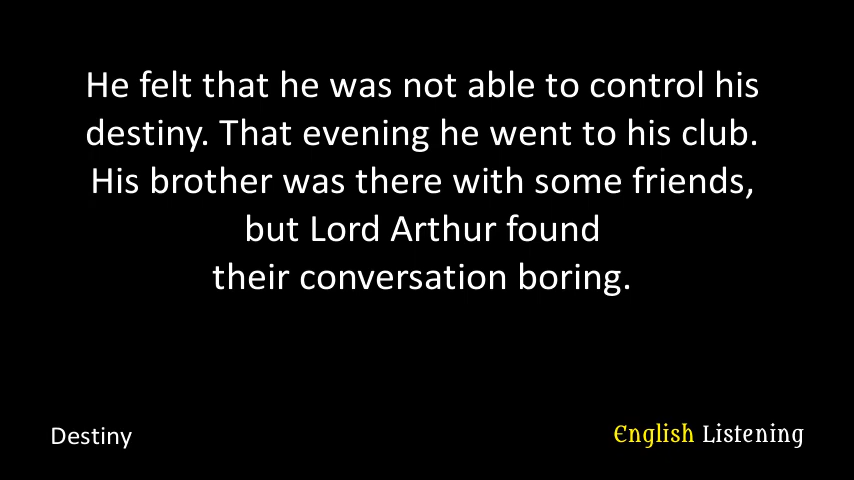 He felt that he was not able to control his
destiny. That evening he went to his club.
His brother was there with some friends,
but Lord Arthur found
their conversation boring.
Destiny
English Listening